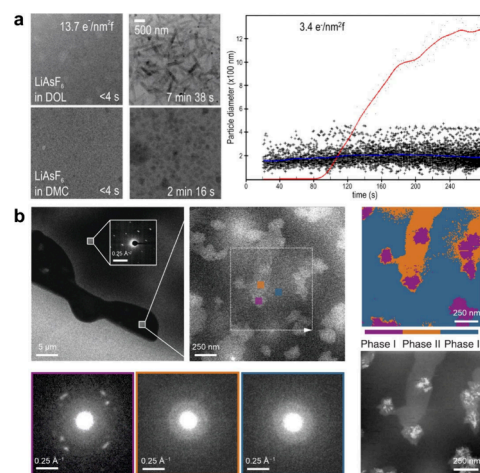 a
13.7 e⁻/nm²f
LiAsF₆
in DOL
<4 s
500 nm
7 min 38 s
LiAsF₆
in DMC
<4 s
2 min 16 s
3.4 e⁻/nm²f
Particle diameter (x100 nm)
12
10
8
6
4
2
0
40
80
120
160
200
240
time (s)
b
0.25 Å⁻¹
5 µm
250 nm
250 nm
Phase I Phase II Phase I
0.25 Å⁻¹
0.25 Å⁻¹
0.25 Å⁻¹
250 nm